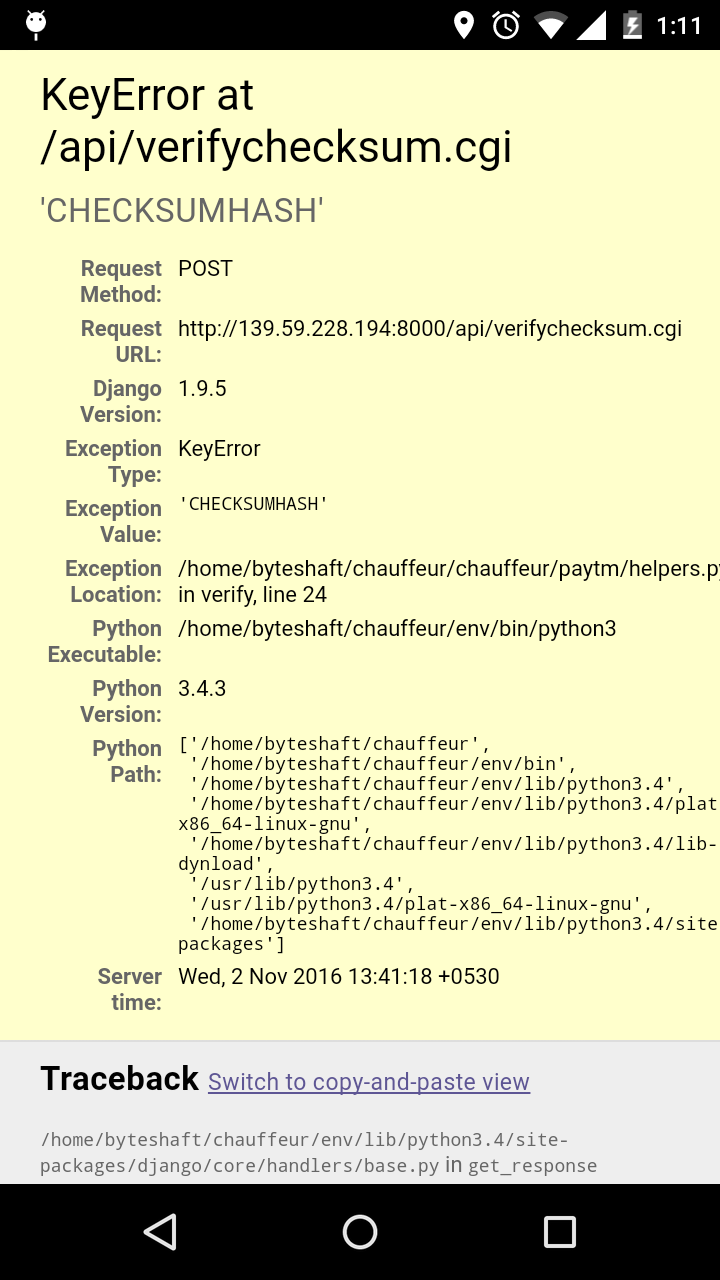 1:11
KeyError at
/api/verifychecksum.cgi
'CHECKSUMHASH'
Request Method: POST
Request URL: http://139.59.228.194:8000/api/verifychecksum.cgi
Django Version: 1.9.5
Exception Type: KeyError
Exception Value: 'CHECKSUMHASH'
Exception Location: /home/byteshaft/chauffeur/chauffeur/paytm/helpers.py
in verify, line 24
Python Executable: /home/byteshaft/chauffeur/env/bin/python3
Python Version: 3.4.3
Python Path: ['/home/byteshaft/chauffeur',
'/home/byteshaft/chauffeur/env/bin',
'/home/byteshaft/chauffeur/env/lib/python3.4',
'/home/byteshaft/chauffeur/env/lib/python3.4/plat-
x86_64-linux-gnu',
'/home/byteshaft/chauffeur/env/lib/python3.4/lib-
dynload',
'/usr/lib/python3.4',
'/usr/lib/python3.4/plat-x86_64-linux-gnu',
'/home/byteshaft/chauffeur/env/lib/python3.4/site-
packages']
Server time: Wed, 2 Nov 2016 13:41:18 +0530
Traceback Switch to copy-and-paste view
/home/byteshaft/chauffeur/env/lib/python3.4/site-
packages/django/core/handlers/base.py in get_response